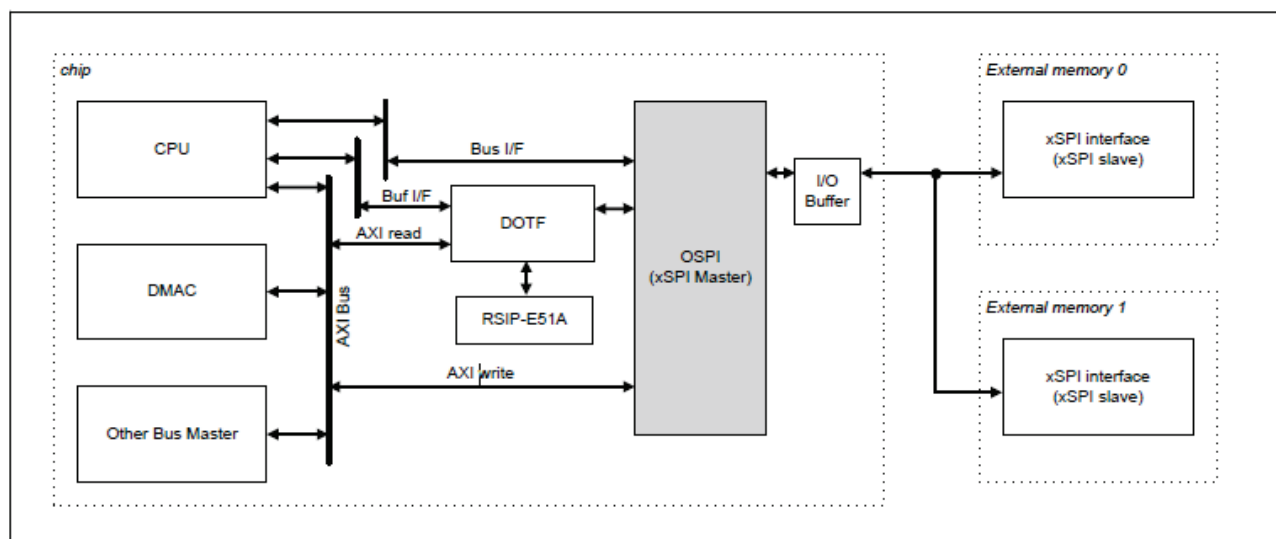 chip
External memory 0
CPU
Bus I/F
xSPI interface
(xSPI slave)
I/O
Buffer
Buf I/F
DOTF
AXI read
OSPI
(xSPI Master)
DMAC
AXI Bus
RSIP-E51A
External memory 1
AXI write
xSPI interface
(xSPI slave)
Other Bus Master